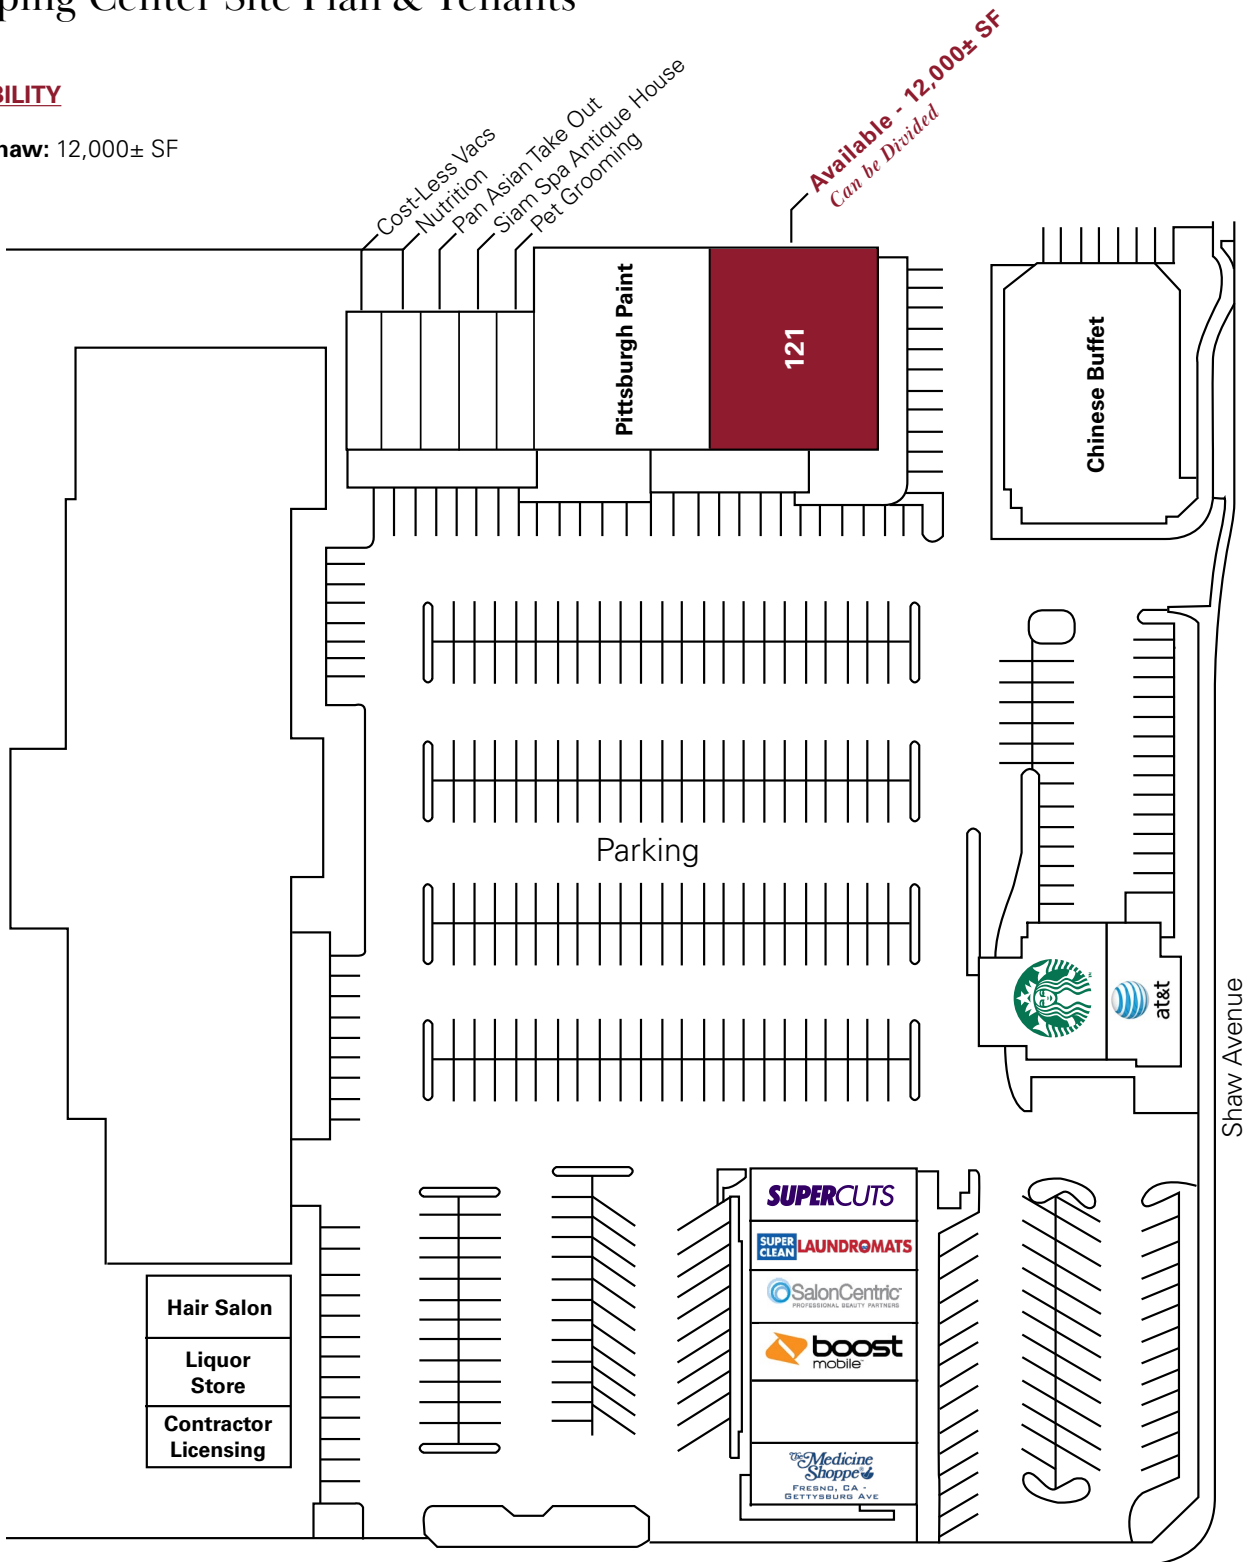 pping Center Site Plan & Tenants
BILITY
haw: 12,000± SF
Cost-Less Vacs
Nutrition
Pan Asian Take Out
Siam Spa Antique House
Pet Grooming
Available - 12,000± SF
Can be Divided
Pittsburgh Paint
121
Chinese Buffet
Parking
at&t
Shaw Avenue
SUPERCUTS
SUPER
CLEAN
LAUNDROMATS
SalonCentric
PROFESSIONAL BEAUTY PARTNERS
boost
mobile
Hair Salon
Liquor
Store
Contractor
Licensing
The Medicine
Shoppe
FRESNO, CA -
GETTYSBURG AVE